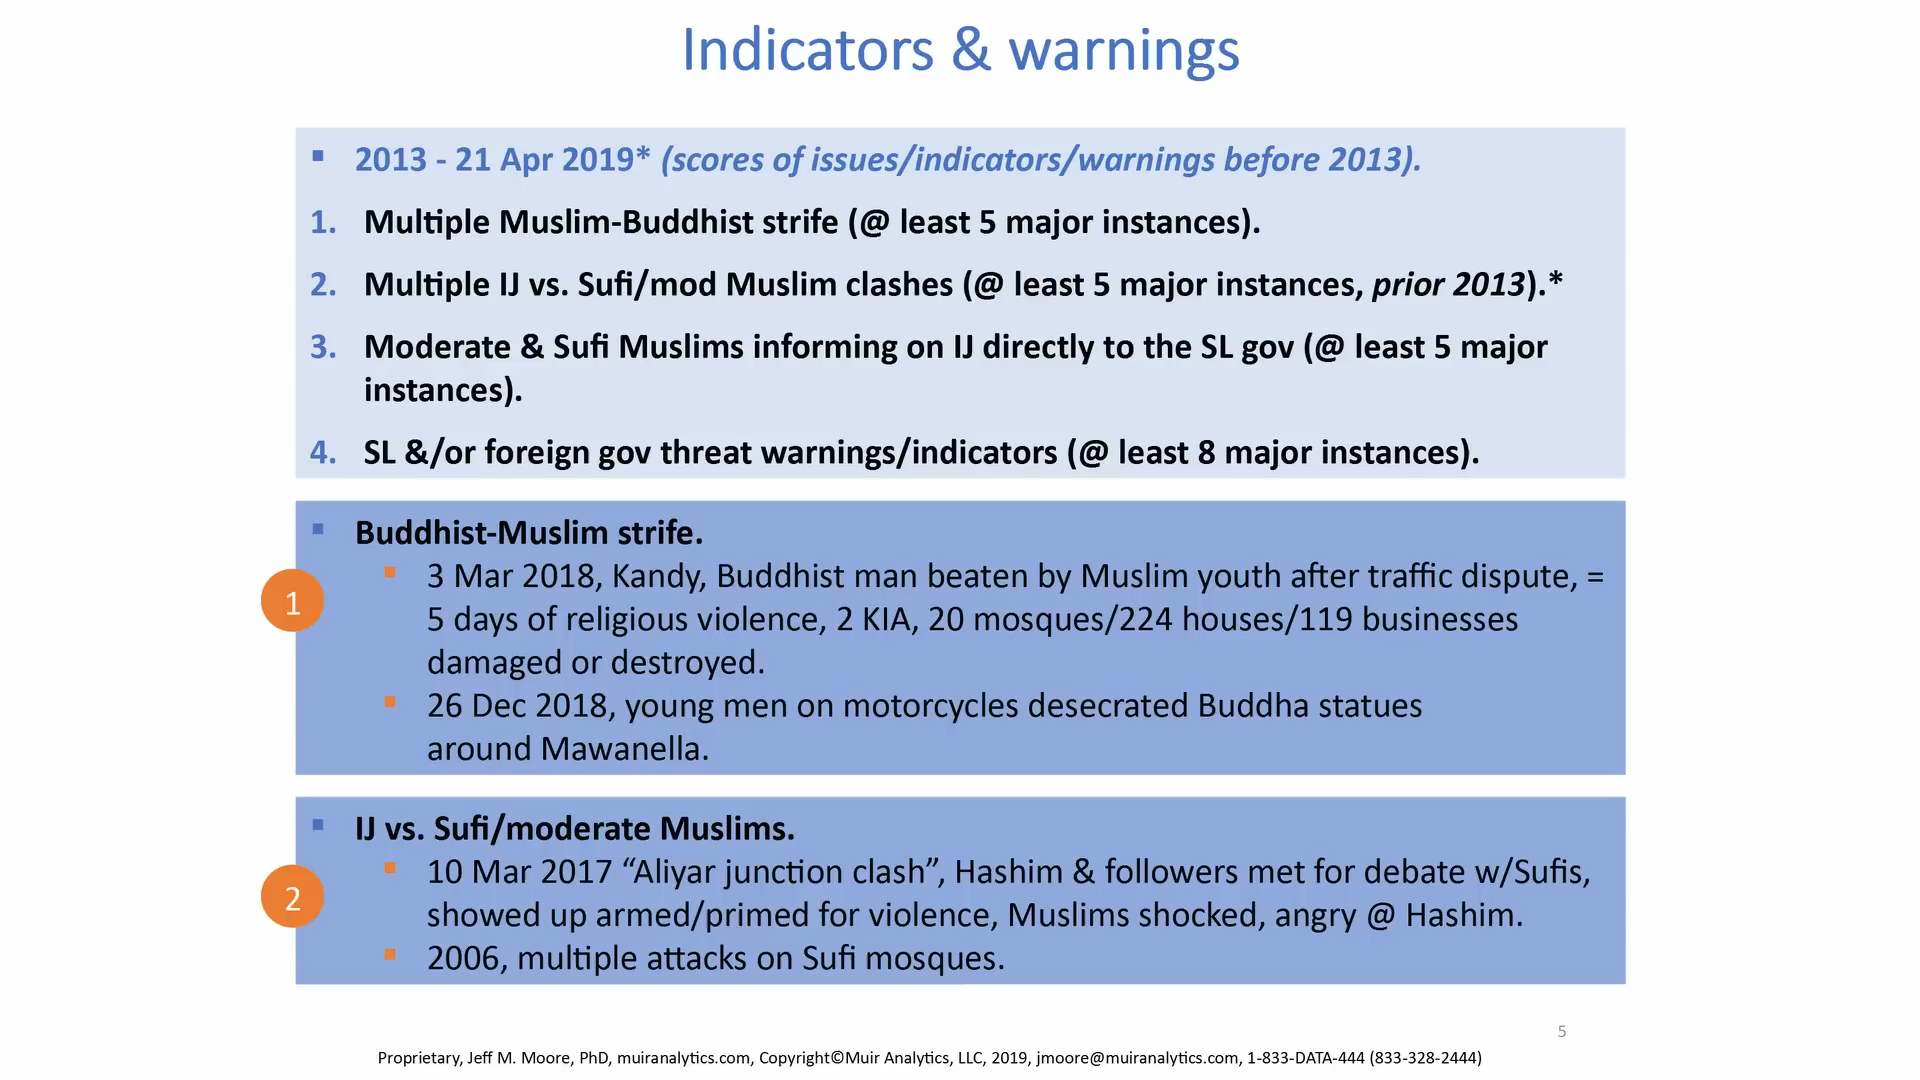 Indicators & warnings
▪ 2013 - 21 Apr 2019* (scores of issues/indicators/warnings before 2013).
1. Multiple Muslim-Buddhist strife (@ least 5 major instances).
2. Multiple IJ vs. Sufi/mod Muslim clashes (@ least 5 major instances, prior 2013).*
3. Moderate & Sufi Muslims informing on IJ directly to the SL gov (@ least 5 major
instances).
4. SL &/or foreign gov threat warnings/indicators (@ least 8 major instances).
▪ Buddhist-Muslim strife.
▪ 3 Mar 2018, Kandy, Buddhist man beaten by Muslim youth after traffic dispute, =
1
5 days of religious violence, 2 KIA, 20 mosques/224 houses/119 businesses
damaged or destroyed.
▪ 26 Dec 2018, young men on motorcycles desecrated Buddha statues
around Mawanella.
▪ IJ vs. Sufi/moderate Muslims.
▪ 10 Mar 2017 “Aliyar junction clash”, Hashim & followers met for debate w/Sufis,
2
showed up armed/primed for violence, Muslims shocked, angry @ Hashim.
▪ 2006, multiple attacks on Sufi mosques.
5
Proprietary, Jeff M. Moore, PhD, muiranalytics.com, Copyright©Muir Analytics, LLC, 2019, jmoore@muiranalytics.com, 1-833-DATA-444 (833-328-2444)